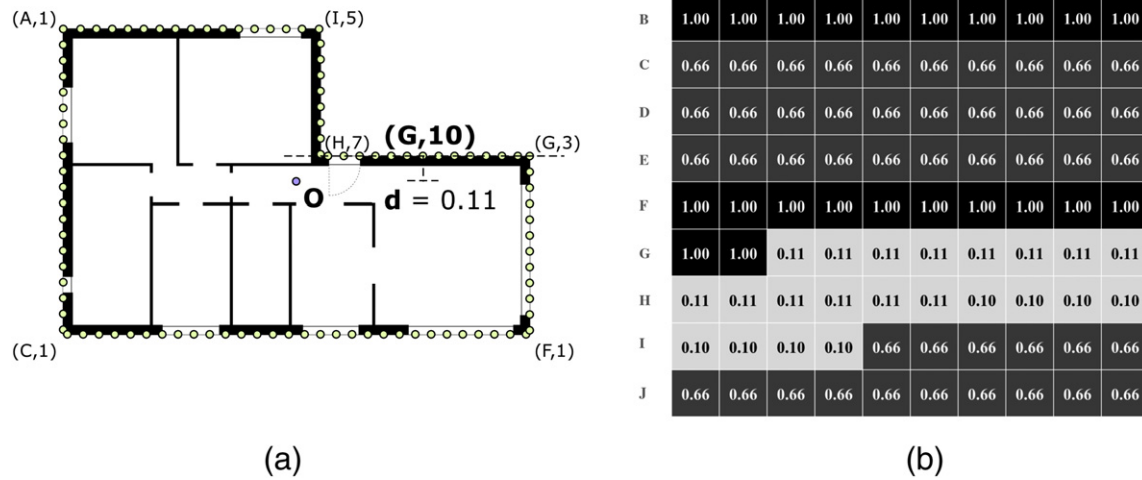 (A,1) (I,5)
(H,7) (G,10) (G,3)
O d = 0.11
(C,1) (F,1)
(a)
B 1.00 1.00 1.00 1.00 1.00 1.00 1.00 1.00 1.00 1.00
C 0.66 0.66 0.66 0.66 0.66 0.66 0.66 0.66 0.66 0.66
D 0.66 0.66 0.66 0.66 0.66 0.66 0.66 0.66 0.66 0.66
E 0.66 0.66 0.66 0.66 0.66 0.66 0.66 0.66 0.66 0.66
F 1.00 1.00 1.00 1.00 1.00 1.00 1.00 1.00 1.00 1.00
G 1.00 1.00 0.11 0.11 0.11 0.11 0.11 0.11 0.11 0.11
H 0.11 0.11 0.11 0.11 0.11 0.11 0.10 0.10 0.10 0.10
I 0.10 0.10 0.10 0.10 0.66 0.66 0.66 0.66 0.66 0.66
J 0.66 0.66 0.66 0.66 0.66 0.66 0.66 0.66 0.66 0.66
(b)